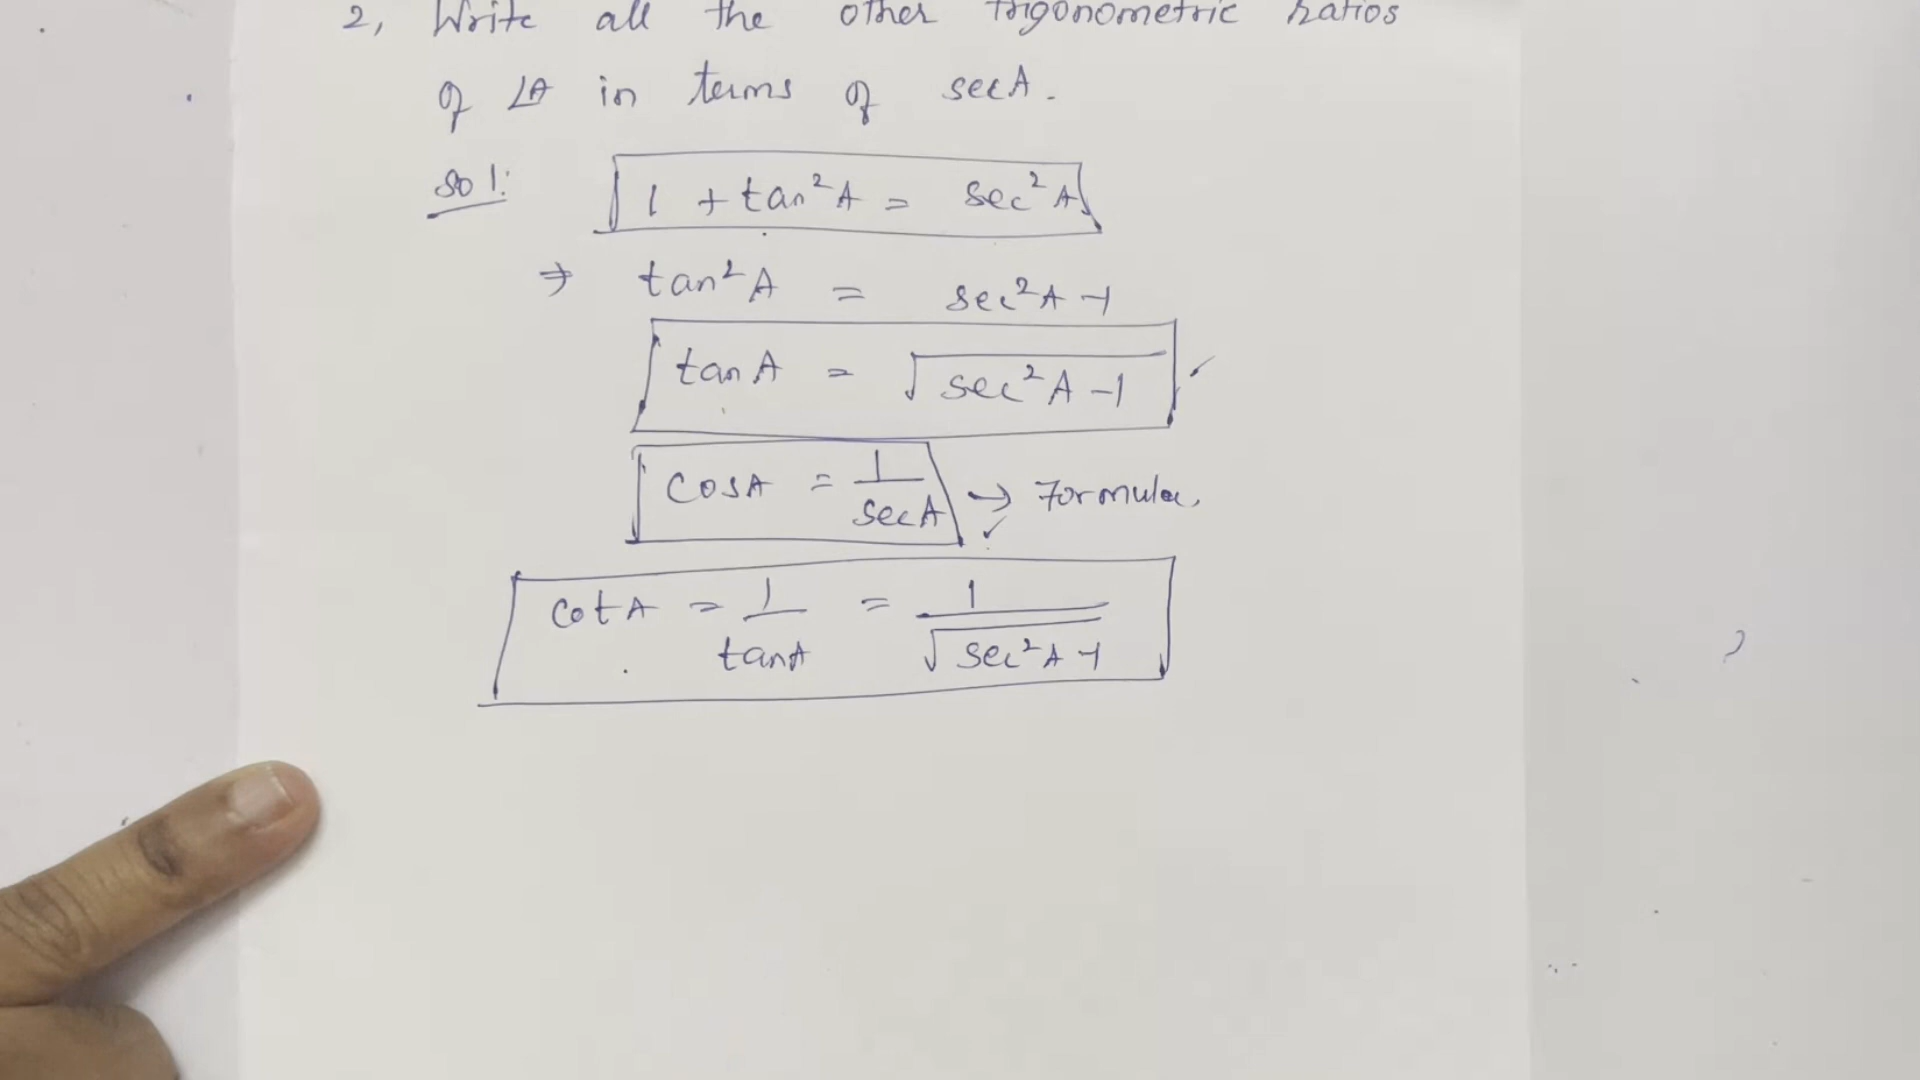 2, Write all the other trigonometric ratios
of ∠A in terms of secA.
Sol:
1 + tan²A = sec²A
⇒ tan²A = sec²A -1
tanA = √(sec²A -1) ✓
cosA = 1/secA → Formula, ✓
cotA = 1/tanA = 1/√(sec²A -1)